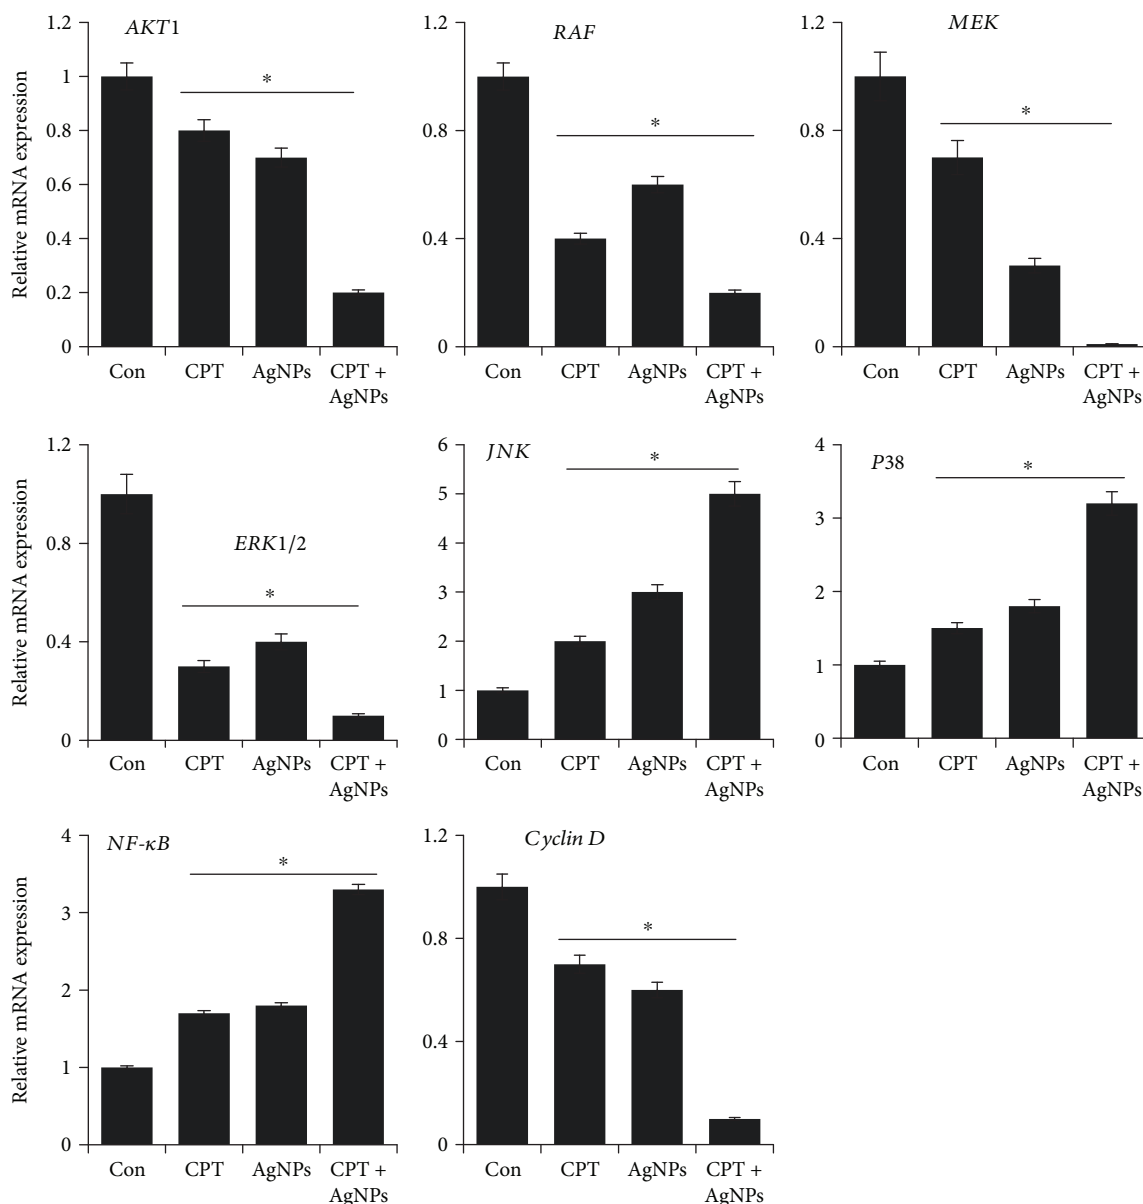 AKT1
Relative mRNA expression
1.2
1
0.8
0.6
0.4
0.2
0
*
Con
CPT
AgNPs
CPT +
AgNPs
RAF
1.2
0.8
0.4
0
*
Con
CPT
AgNPs
CPT +
AgNPs
MEK
1.2
0.8
0.4
0
*
Con
CPT
AgNPs
CPT +
AgNPs
ERK1/2
Relative mRNA expression
1.2
0.8
0.4
0
*
Con
CPT
AgNPs
CPT +
AgNPs
JNK
6
5
4
3
2
1
0
*
Con
CPT
AgNPs
CPT +
AgNPs
P38
4
3
2
1
0
*
Con
CPT
AgNPs
CPT +
AgNPs
NF-κB
Relative mRNA expression
4
3
2
1
0
*
Con
CPT
AgNPs
CPT +
AgNPs
Cyclin D
1.2
0.8
0.4
0
*
Con
CPT
AgNPs
CPT +
AgNPs